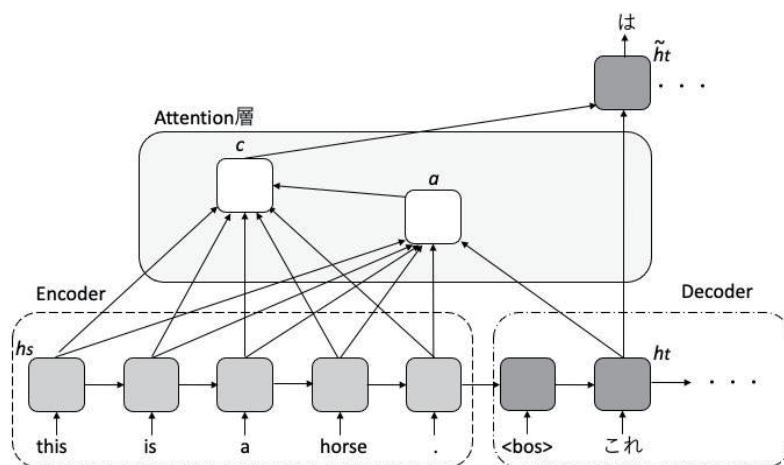 は
h̃t
· · ·
Attention層
c
a
Encoder
Decoder
hs
ht
· · ·
this is a horse . <bos> これ